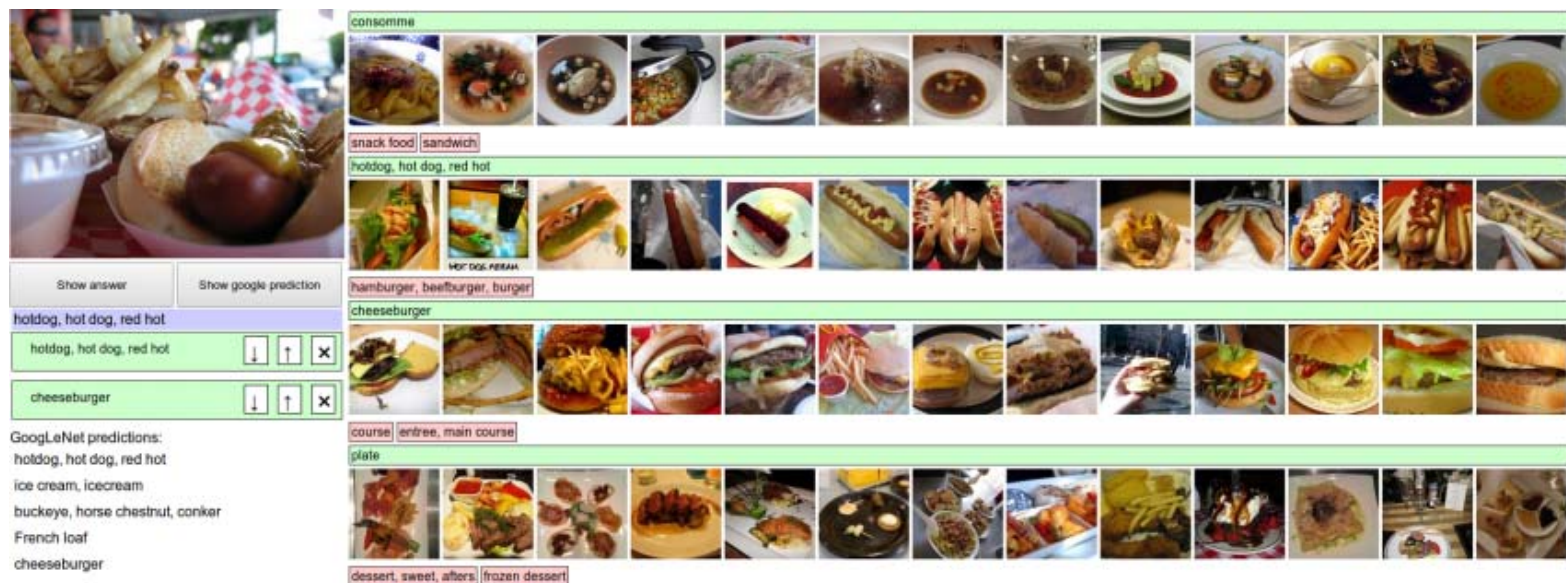 Show answer
Show google prediction
hotdog, hot dog, red hot
hotdog, hot dog, red hot
↓ ↑ ×
cheeseburger
↓ ↑ ×
GoogLeNet predictions:
hotdog, hot dog, red hot
ice cream, icecream
buckeye, horse chestnut, conker
French loaf
cheeseburger
consomme
snack food sandwich
hotdog, hot dog, red hot
HOT DOG
hamburger, beefburger, burger
cheeseburger
course entree, main course
plate
dessert, sweet, afters frozen dessert